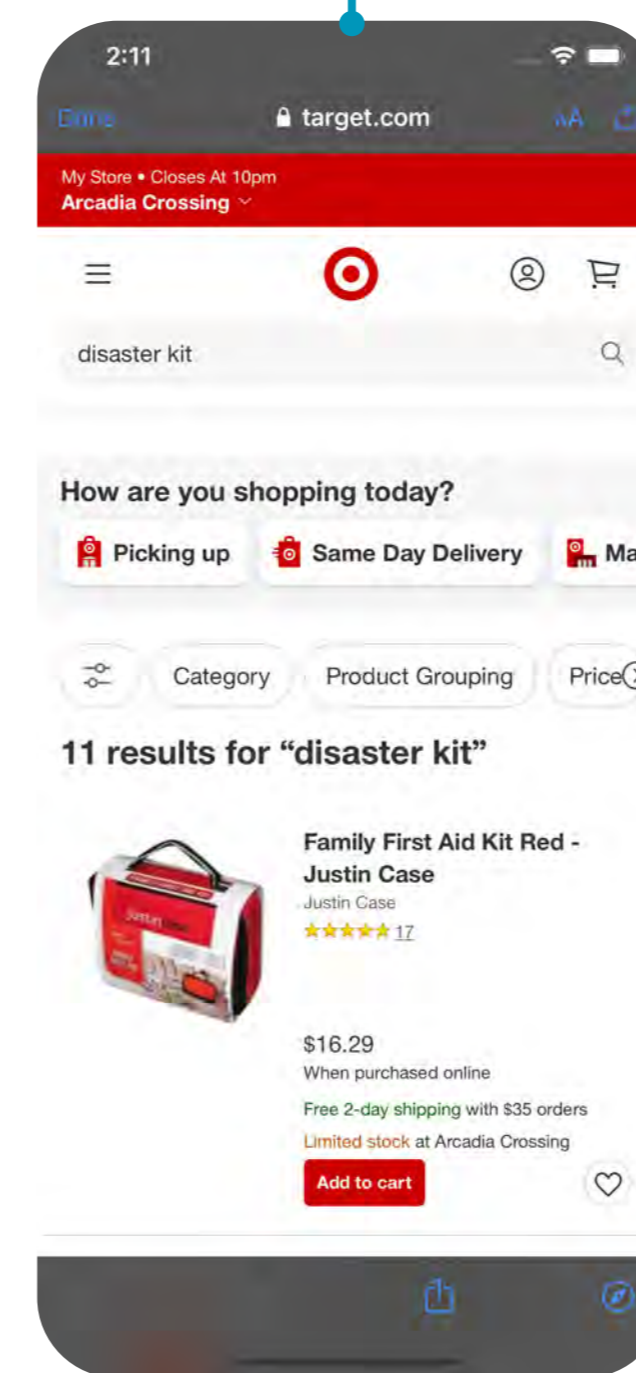 2:11
Done
target.com
AA
My Store • Closes At 10pm
Arcadia Crossing
disaster kit
How are you shopping today?
Picking up
Same Day Delivery
Ma
Category
Product Grouping
Price
11 results for “disaster kit”
Family First Aid Kit Red -
Justin Case
Justin Case
17
$16.29
When purchased online
Free 2-day shipping with $35 orders
Limited stock at Arcadia Crossing
Add to cart